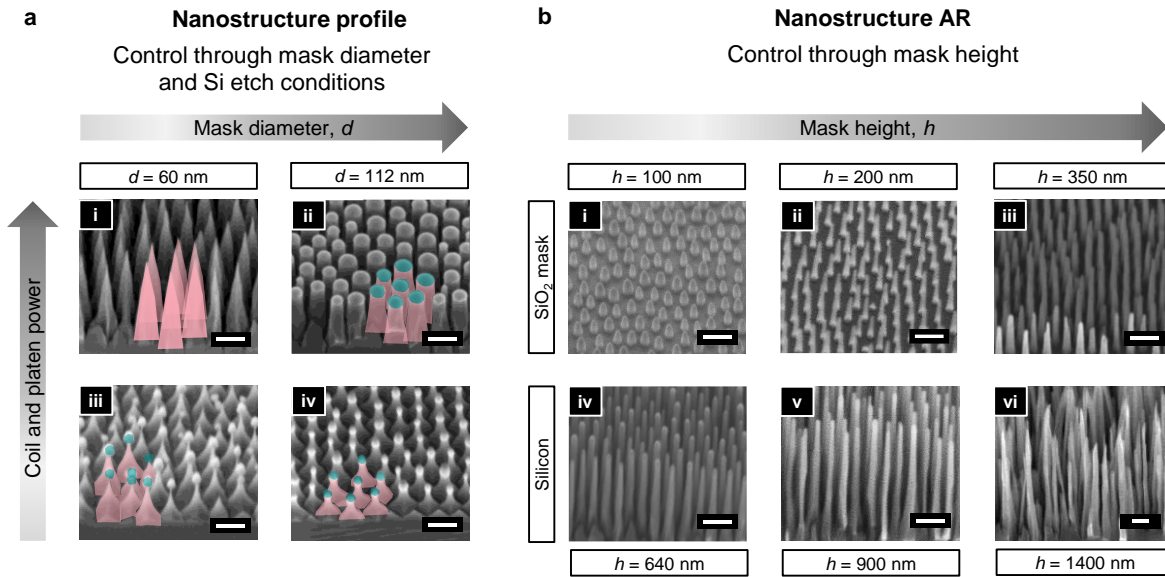 a
Nanostructure profile
Control through mask diameter
and Si etch conditions
Mask diameter, d
d = 60 nm
d = 112 nm
Coil and platen power
i
ii
iii
iv
b
Nanostructure AR
Control through mask height
Mask height, h
h = 100 nm
h = 200 nm
h = 350 nm
SiO2 mask
i
ii
iii
Silicon
iv
v
vi
h = 640 nm
h = 900 nm
h = 1400 nm